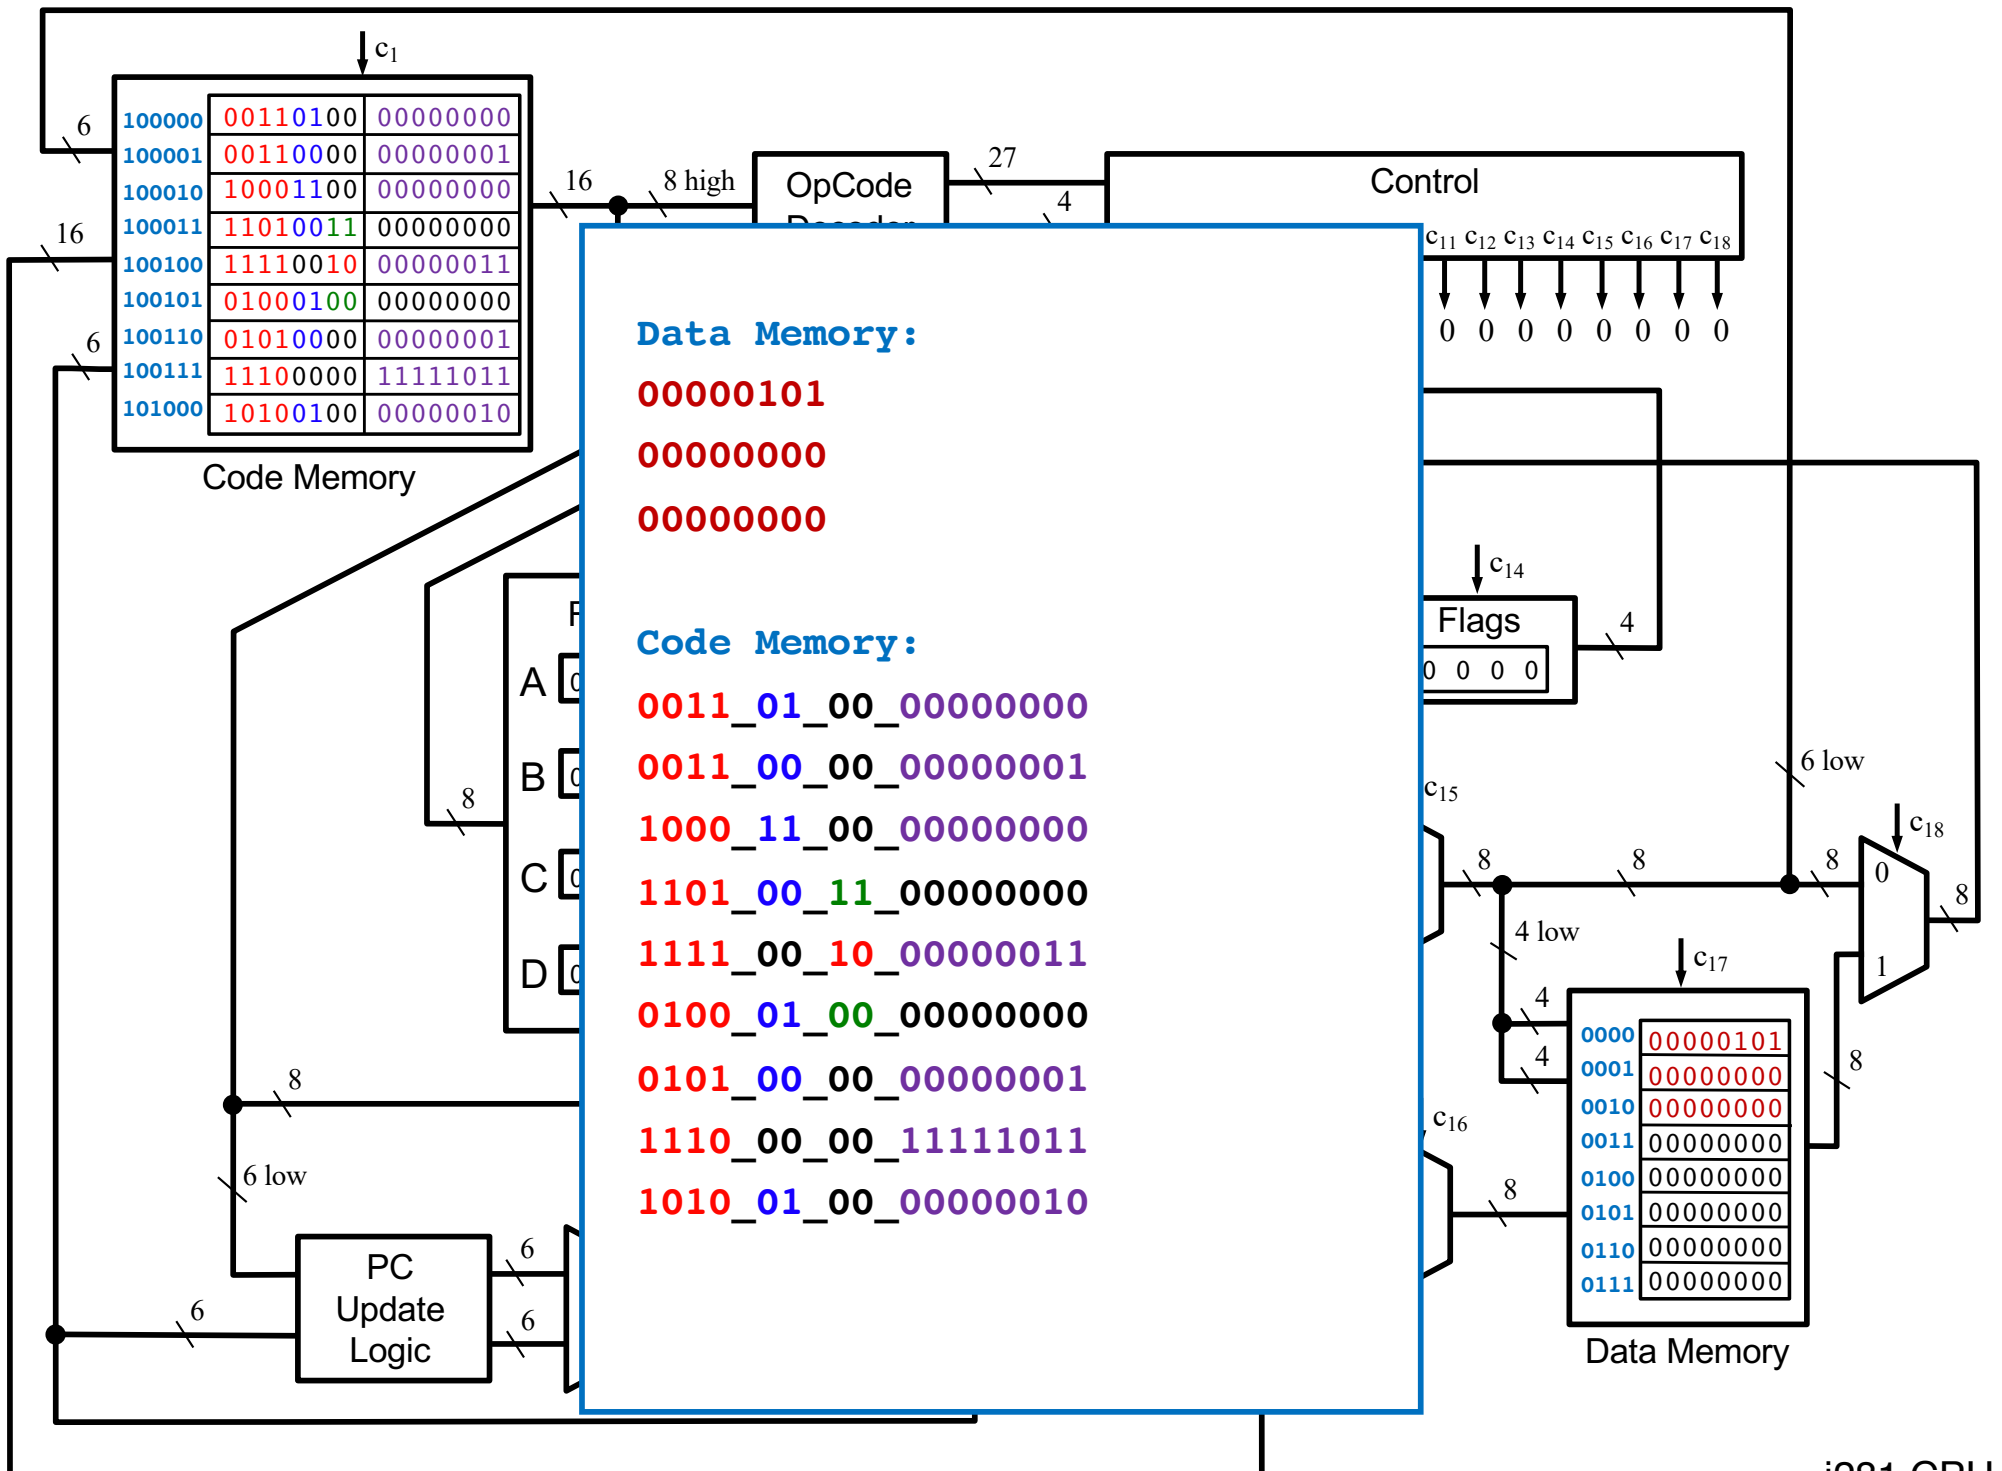 c1
6
100000 00110100 00000000
100001 00110000 00000001
100010 10001100 00000000
100011 11010011 00000000
100100 11110010 00000011
100101 01000100 00000000
100110 01010000 00000001
100111 11100000 11111011
101000 10100100 00000010
16
6
Code Memory
16
8 high
OpCode
27
4
Control
c11 c12 c13 c14 c15 c16 c17 c18
0 0 0 0 0 0 0 0
Data Memory:
00000101
00000000
00000000
Code Memory:
0011_01_00_00000000
0011_00_00_00000001
1000_11_00_00000000
1101_00_11_00000000
1111_00_10_00000011
0100_01_00_00000000
0101_00_00_00000001
1110_00_00_11111011
1010_01_00_00000010
A
B
C
D
8
8
6 low
PC
Update
Logic
6
6
6
c14
Flags
0 0 0 0
4
6 low
c15
8
8
8
c18
0
1
8
4 low
4
4
c17
c16
8
0000 00000101
0001 00000000
0010 00000000
0011 00000000
0100 00000000
0101 00000000
0110 00000000
0111 00000000
8
Data Memory